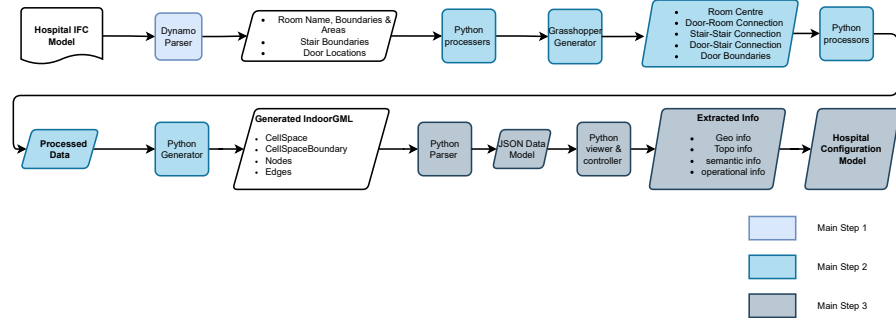 Hospital IFC
Model
Dynamo
Parser
Room Name, Boundaries &
Areas
Stair Boundaries
Door Locations
Python
processers
Grasshopper
Generator
Room Centre
Door-Room Connection
Stair-Stair Connection
Door-Stair Connection
Door Boundaries
Python
processors
Processed
Data
Python
Generator
Generated IndoorGML
CellSpace
CellSpaceBoundary
Nodes
Edges
Python
Parser
JSON Data
Model
Python
viewer &
controller
Extracted Info
Geo info
Topo info
semantic info
operational info
Hospital
Configuration
Model
Main Step 1
Main Step 2
Main Step 3